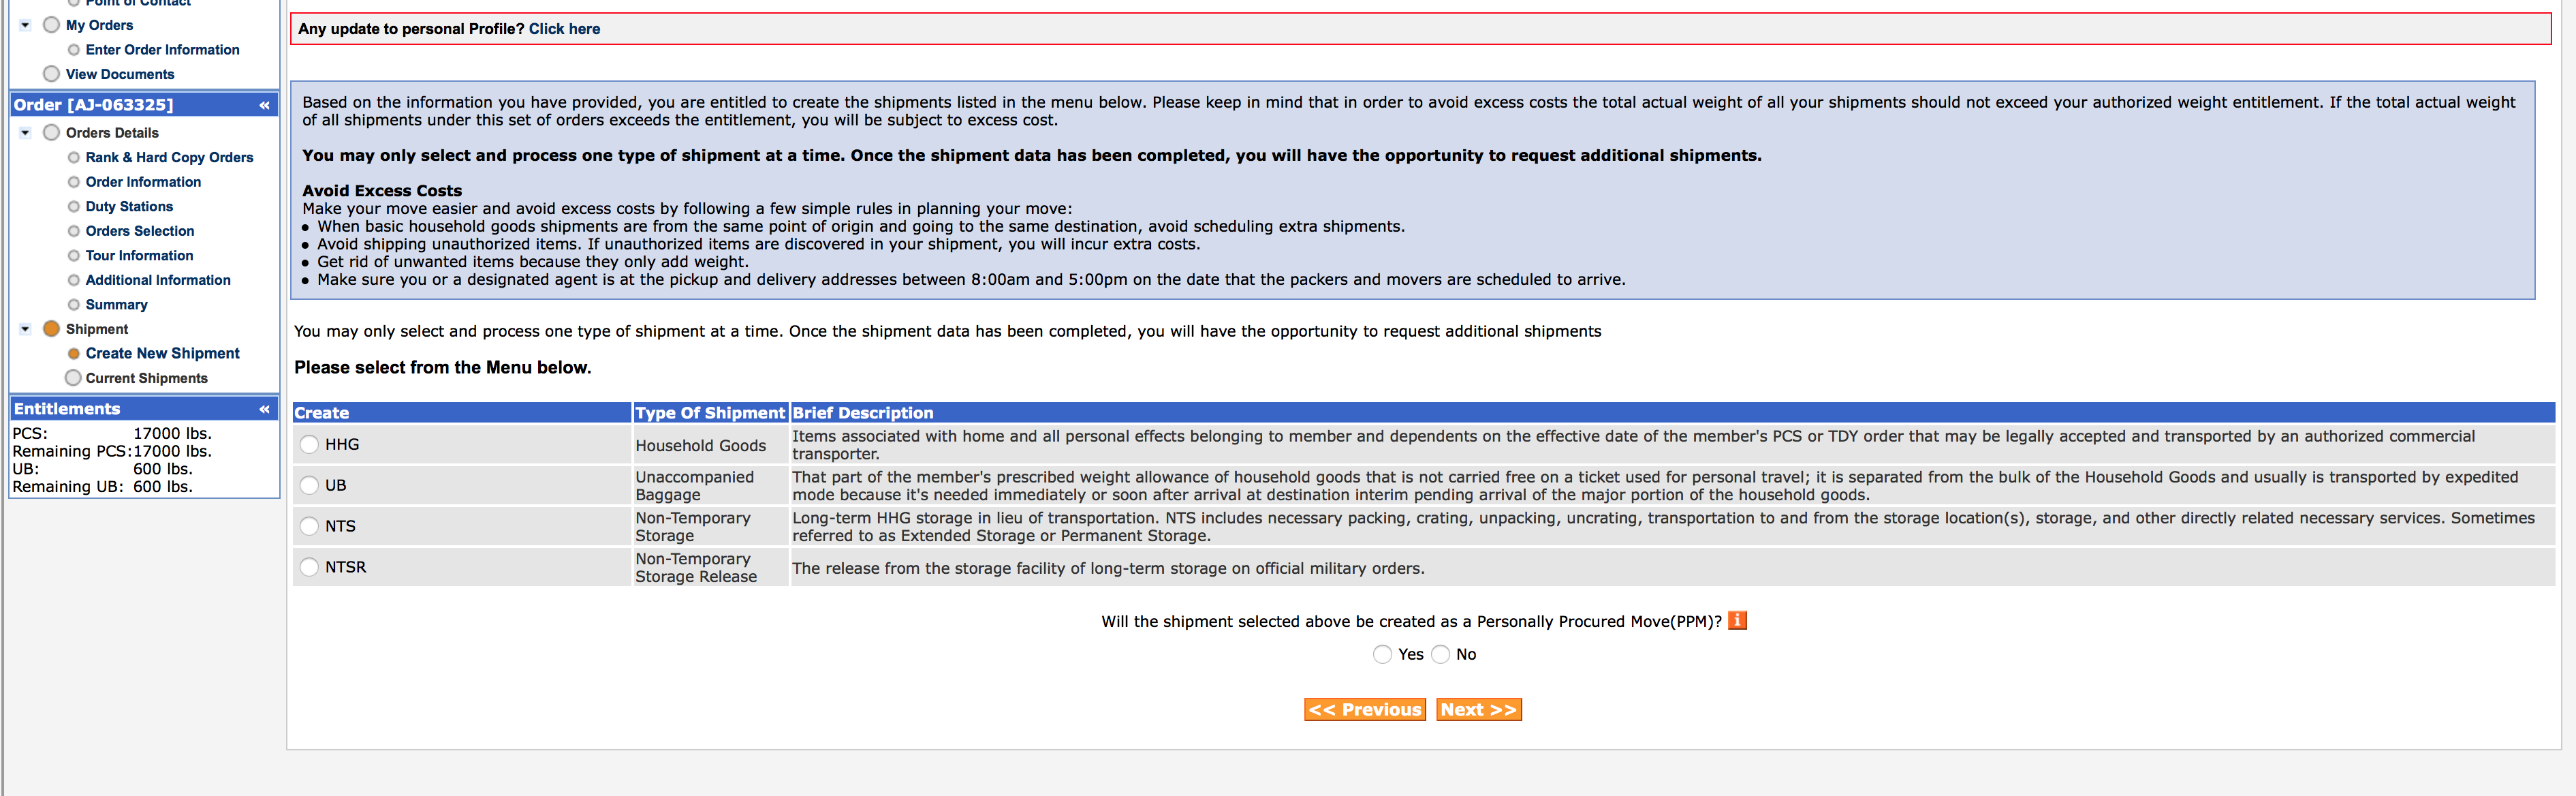 Point of Contact
My Orders
Enter Order Information
View Documents
Order [AJ-063325] «
Orders Details
Rank & Hard Copy Orders
Order Information
Duty Stations
Orders Selection
Tour Information
Additional Information
Summary
Shipment
Create New Shipment
Current Shipments
Entitlements «
PCS: 17000 lbs.
Remaining PCS: 17000 lbs.
UB: 600 lbs.
Remaining UB: 600 lbs.
Any update to personal Profile? Click here
Based on the information you have provided, you are entitled to create the shipments listed in the menu below. Please keep in mind that in order to avoid excess costs the total actual weight of all your shipments should not exceed your authorized weight entitlement. If the total actual weight
of all shipments under this set of orders exceeds the entitlement, you will be subject to excess cost.
You may only select and process one type of shipment at a time. Once the shipment data has been completed, you will have the opportunity to request additional shipments.
Avoid Excess Costs
Make your move easier and avoid excess costs by following a few simple rules in planning your move:
• When basic household goods shipments are from the same point of origin and going to the same destination, avoid scheduling extra shipments.
• Avoid shipping unauthorized items. If unauthorized items are discovered in your shipment, you will incur extra costs.
• Get rid of unwanted items because they only add weight.
• Make sure you or a designated agent is at the pickup and delivery addresses between 8:00am and 5:00pm on the date that the packers and movers are scheduled to arrive.
You may only select and process one type of shipment at a time. Once the shipment data has been completed, you will have the opportunity to request additional shipments
Please select from the Menu below.
Create Type Of Shipment Brief Description
HHG Household Goods Items associated with home and all personal effects belonging to member and dependents on the effective date of the member's PCS or TDY order that may be legally accepted and transported by an authorized commercial
transporter.
UB Unaccompanied
Baggage
That part of the member's prescribed weight allowance of household goods that is not carried free on a ticket used for personal travel; it is separated from the bulk of the Household Goods and usually is transported by expedited
mode because it's needed immediately or soon after arrival at destination interim pending arrival of the major portion of the household goods.
NTS Non-Temporary
Storage
Long-term HHG storage in lieu of transportation. NTS includes necessary packing, crating, unpacking, uncrating, transportation to and from the storage location(s), storage, and other directly related necessary services. Sometimes
referred to as Extended Storage or Permanent Storage.
NTSR Non-Temporary
Storage Release
The release from the storage facility of long-term storage on official military orders.
Will the shipment selected above be created as a Personally Procured Move(PPM)? i
Yes No
<< Previous Next >>